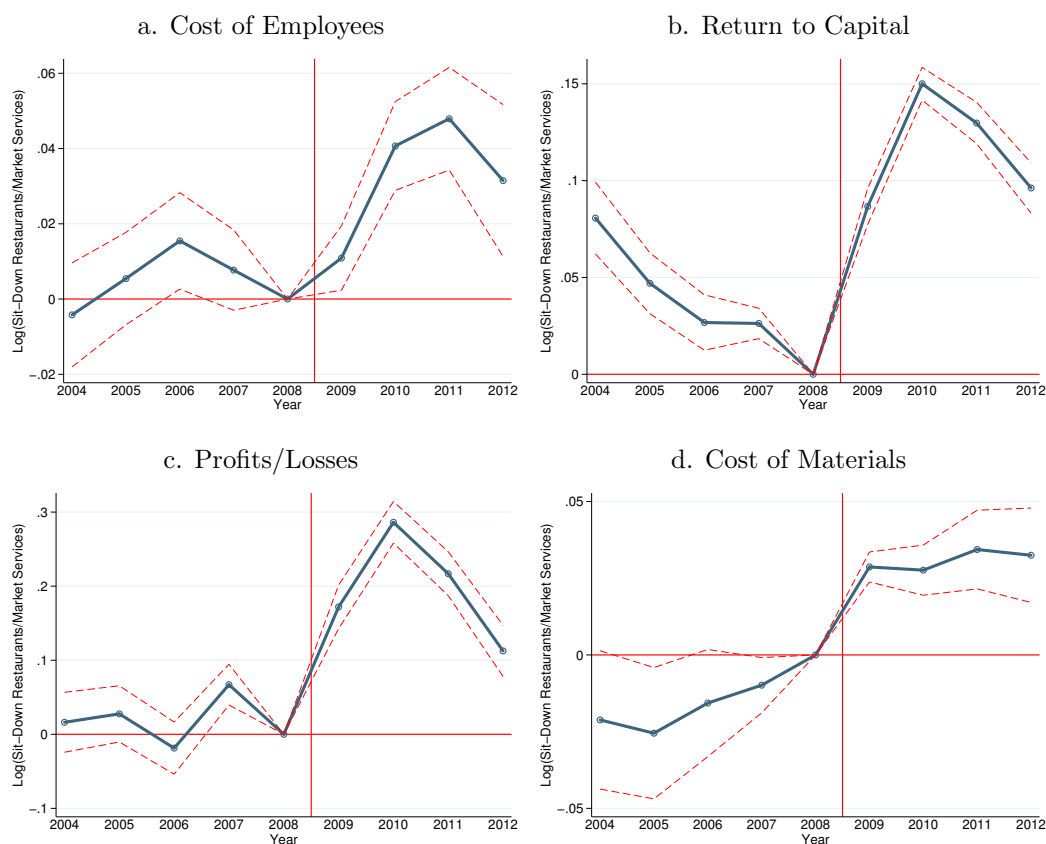 a. Cost of Employees
Log(Sit−Down Restaurants/Market Services)
.06
.04
.02
0
−.02
2004 2005 2006 2007 2008 2009 2010 2011 2012
Year
b. Return to Capital
Log(Sit−Down Restaurants/Market Services)
.15
.1
.05
0
2004 2005 2006 2007 2008 2009 2010 2011 2012
Year
c. Profits/Losses
Log(Sit−Down Restaurants/Market Services)
.3
.2
.1
0
−.1
2004 2005 2006 2007 2008 2009 2010 2011 2012
Year
d. Cost of Materials
Log(Sit−Down Restaurants/Market Services)
.05
0
−.05
2004 2005 2006 2007 2008 2009 2010 2011 2012
Year